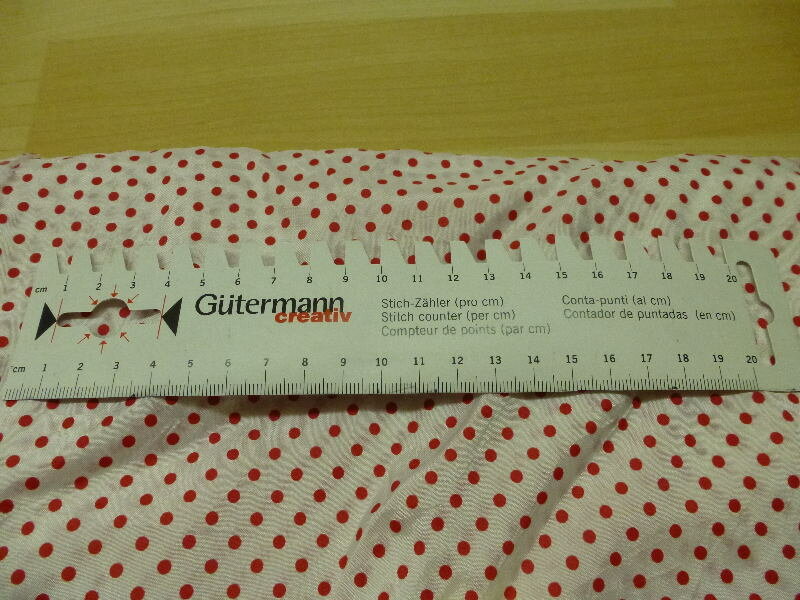 cm 1 2 3 4 5 6 7 8 9 10 11 12 13 14 15 16 17 18 19 20
Gütermann
creativ
Stich-Zähler (pro cm)
Stitch counter (per cm)
Compteur de points (par cm)
Conta-punti (al cm)
Contador de puntadas (en cm)
cm 1 2 3 4 5 6 7 8 9 10 11 12 13 14 15 16 17 18 19 20